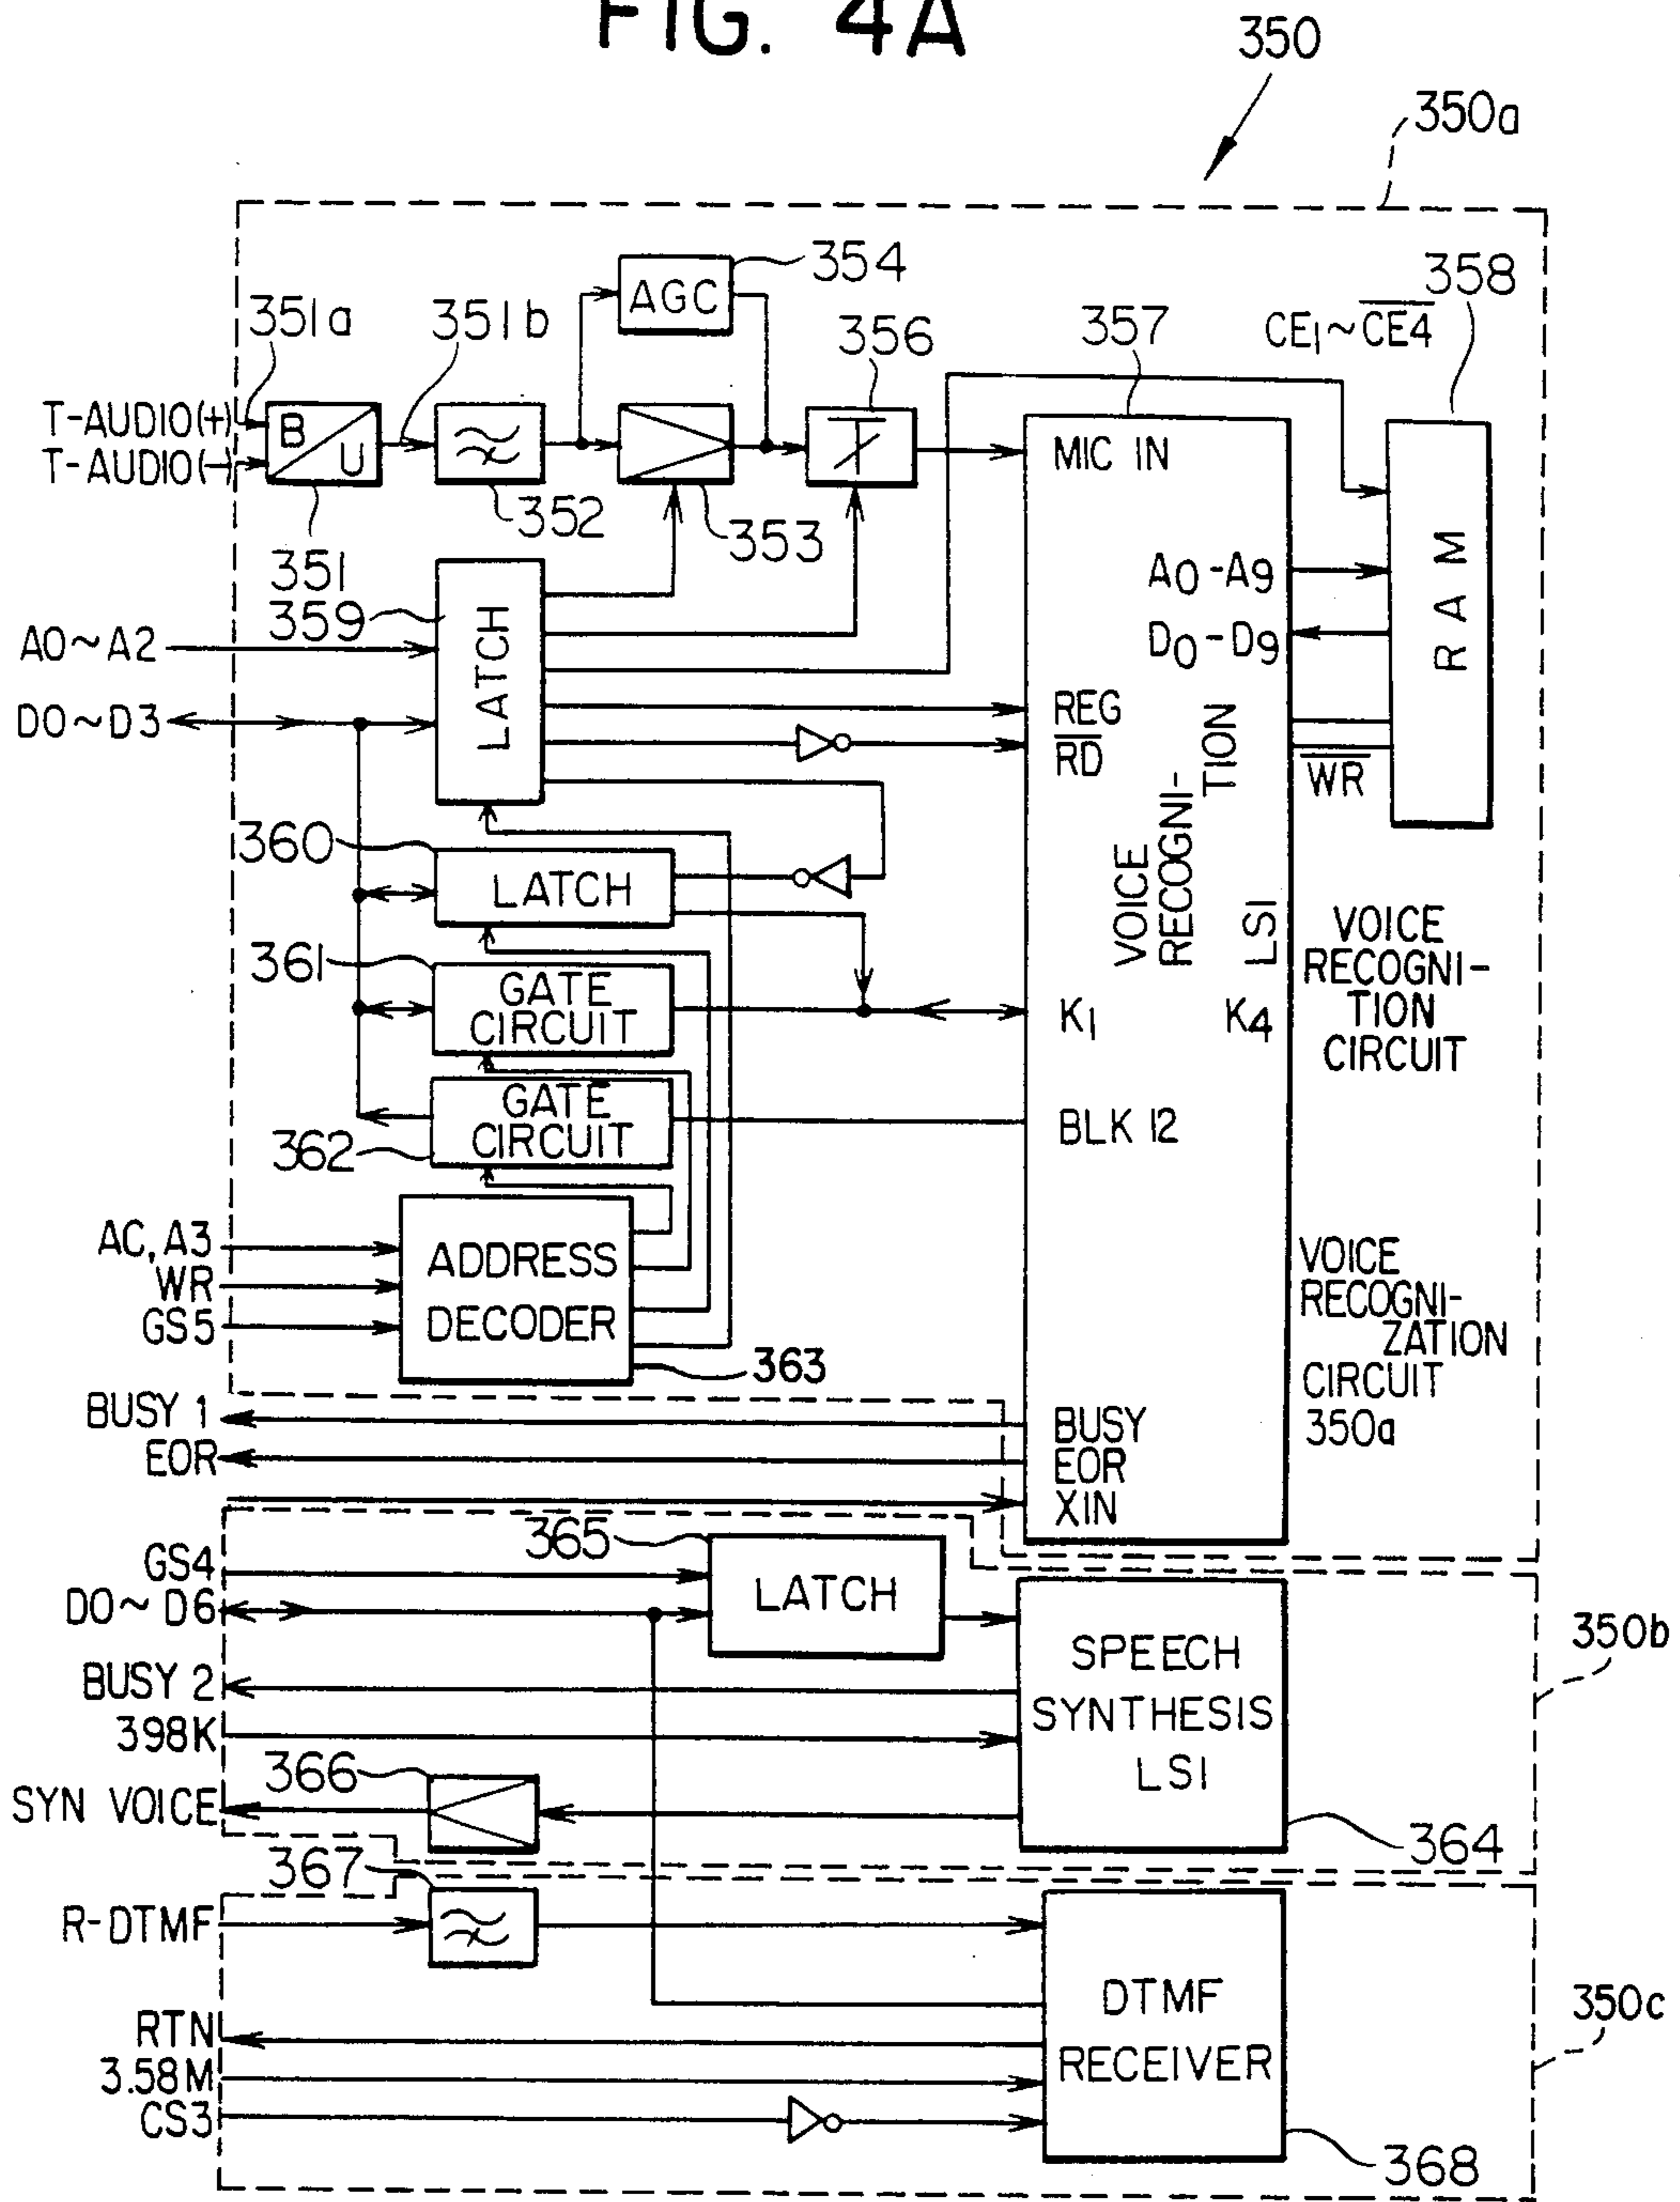 FIG. 4A
350
350a
354
AGC
358
351a
351b
356
357
CE1~CE4
T-AUDIO(+)
T-AUDIO(-)
B
U
MIC IN
352
353
351
359
A0-A9
RAM
A0~A2
LATCH
D0-D9
D0~D3
REG
RD
WR
VOICE
RECOGNI-
TION
LSI
360
LATCH
VOICE
RECOGNI-
TION
CIRCUIT
361
GATE
CIRCUIT
K1
K4
GATE
CIRCUIT
BLK 12
362
AC, A3
WR
GS5
ADDRESS
DECODER
363
VOICE
RECOGNI-
ZATION
CIRCUIT
350a
BUSY 1
BUSY
EOR
EOR
XIN
365
GS4
LATCH
D0~D6
350b
BUSY 2
SPEECH
SYNTHESIS
LSI
398K
366
SYN VOICE
364
367
R-DTMF
DTMF
RECEIVER
350c
RTN
3.58M
CS3
368